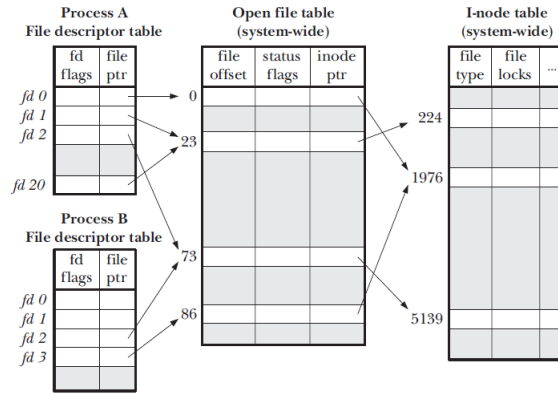 Process A
File descriptor table
fd flags
file ptr
fd 0
fd 1
fd 2
fd 20
Process B
File descriptor table
fd flags
file ptr
fd 0
fd 1
fd 2
fd 3
Open file table
(system-wide)
file offset
status flags
inode ptr
0
23
73
86
I-node table
(system-wide)
file type
file locks
...
224
1976
5139